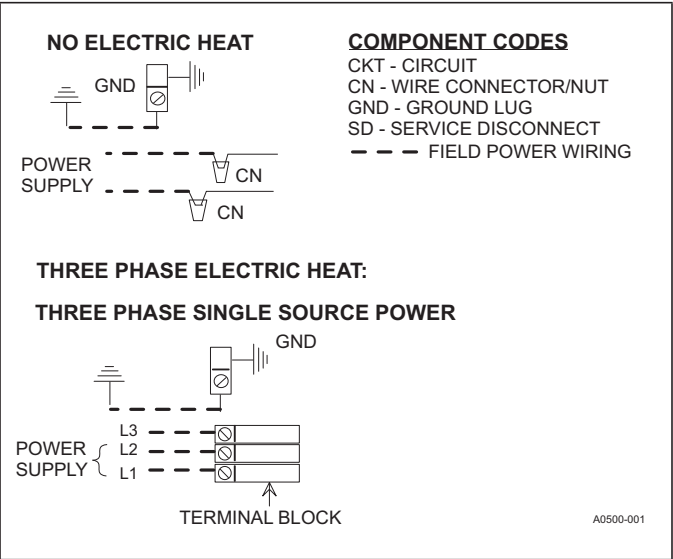 NO ELECTRIC HEAT
GND
POWER
SUPPLY
CN
CN
COMPONENT CODES
CKT - CIRCUIT
CN - WIRE CONNECTOR/NUT
GND - GROUND LUG
SD - SERVICE DISCONNECT
FIELD POWER WIRING
THREE PHASE ELECTRIC HEAT:
THREE PHASE SINGLE SOURCE POWER
GND
L3
POWER
SUPPLY
L2
L1
TERMINAL BLOCK
A0500-001